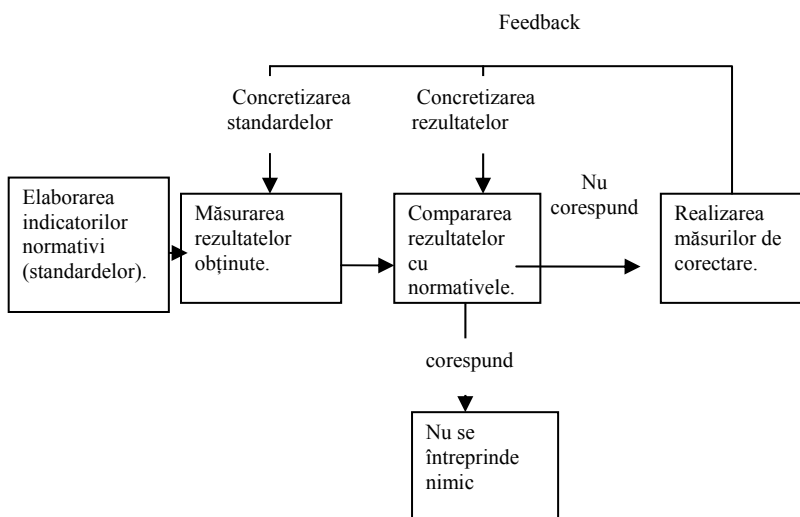 Feedback
Concretizarea
standardelor
Concretizarea
rezultatelor
Elaborarea
indicatorilor
normativi
(standardelor).
Măsurarea
rezultatelor
obținute.
Compararea
rezultatelor
cu
normativele.
Nu
corespund
Realizarea
măsurilor de
corectare.
corespund
Nu se
întreprinde
nimic